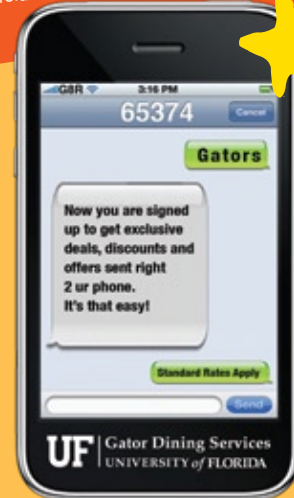 G8R 3:16 PM
65374 Cancel
Gators
Now you are signed
up to get exclusive
deals, discounts and
offers sent right
2 ur phone.
It's that easy!
Standard Rates Apply
Send
UF Gator Dining Services
UNIVERSITY of FLORIDA